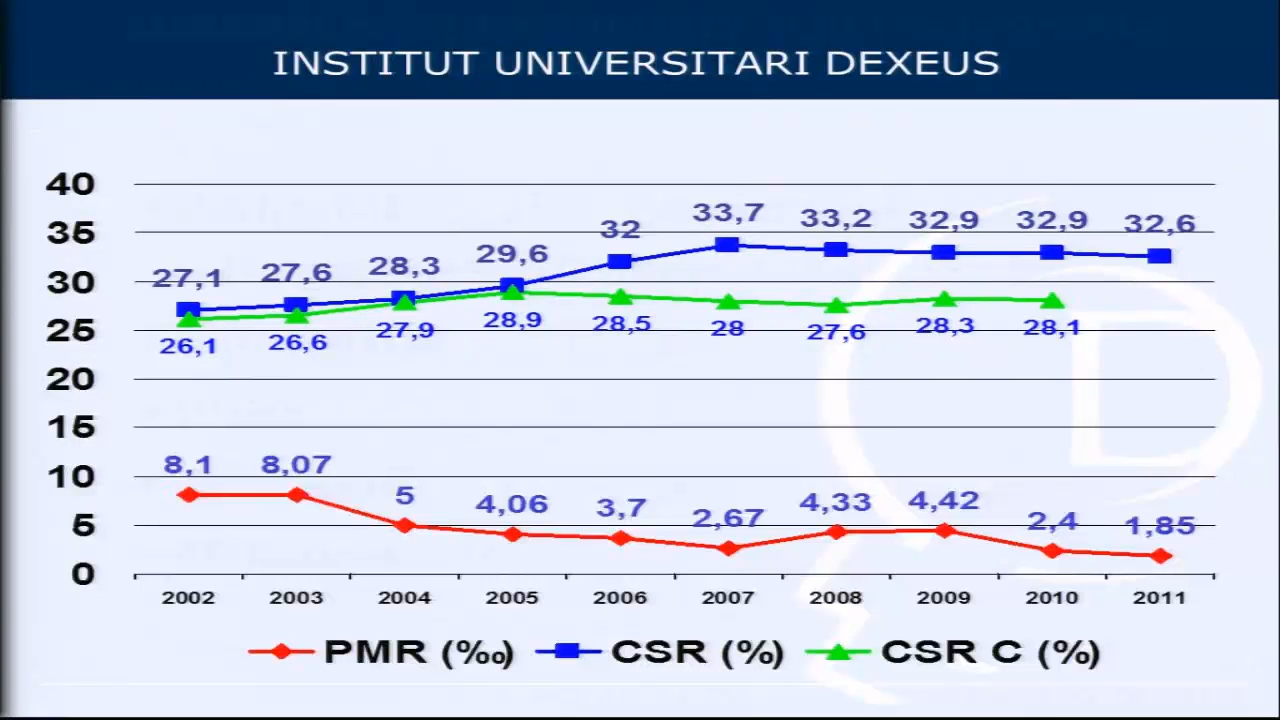 INSTITUT UNIVERSITARI DEXEUS
40
35
30
25
20
15
10
5
0
27,1 27,6 28,3 29,6 32 33,7 33,2 32,9 32,9 32,6
26,1 26,6 27,9 28,9 28,5 28 27,6 28,3 28,1
8,1 8,07 5 4,06 3,7 2,67 4,33 4,42 2,4 1,85
2002 2003 2004 2005 2006 2007 2008 2009 2010 2011
PMR (‰) CSR (%) CSR C (%)
D